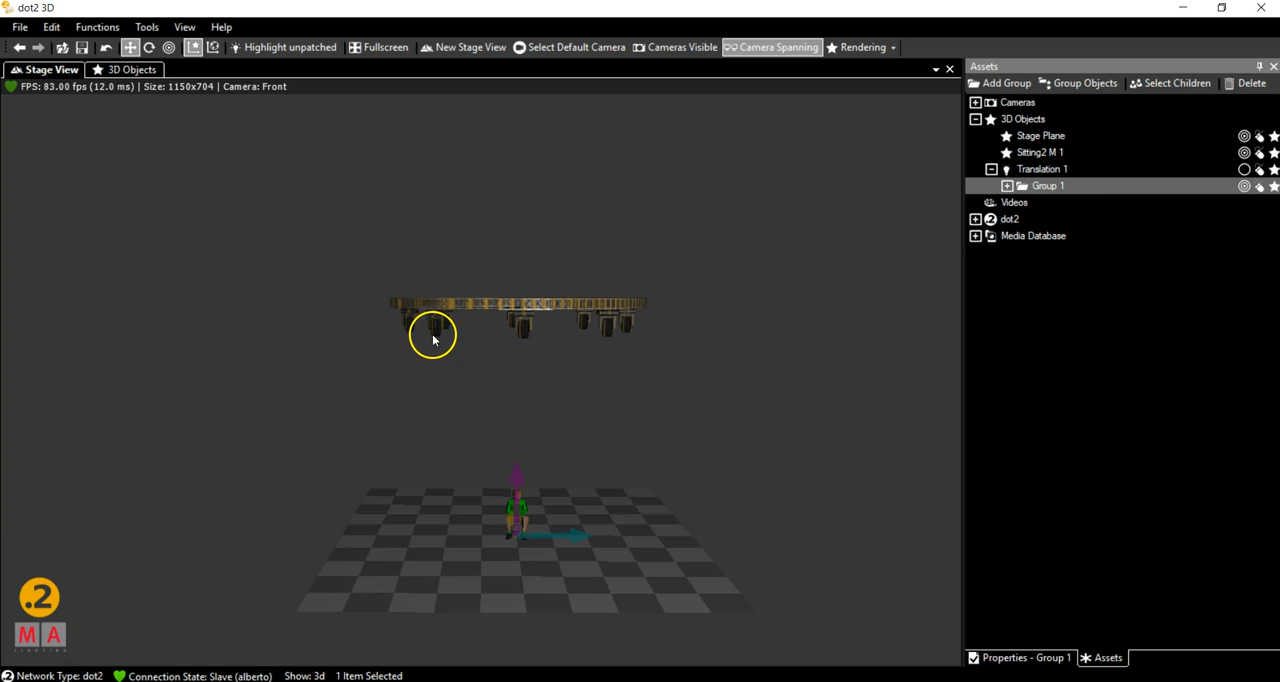 dot2 3D
File Edit Functions Tools View Help
Highlight unpatched Fullscreen New Stage View Select Default Camera Cameras Visible Camera Spanning Rendering
Stage View 3D Objects
FPS: 83.00 fps (12.0 ms) | Size: 1150x704 | Camera: Front
.2
MA
LIGHTING
Assets
Add Group Group Objects Select Children Delete
Cameras
3D Objects
Stage Plane
Sitting2 M 1
Translation 1
Group 1
Videos
dot2
Media Database
Properties - Group 1 Assets
Network Type: dot2 Connection State: Slave (alberto) Show: 3d 1 Item Selected